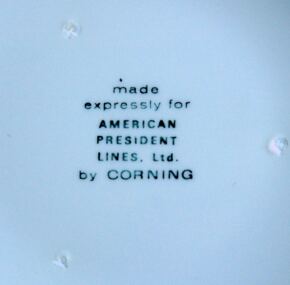 made
expressly for
AMERICAN
PRESIDENT
LINES, Ltd.
by CORNING